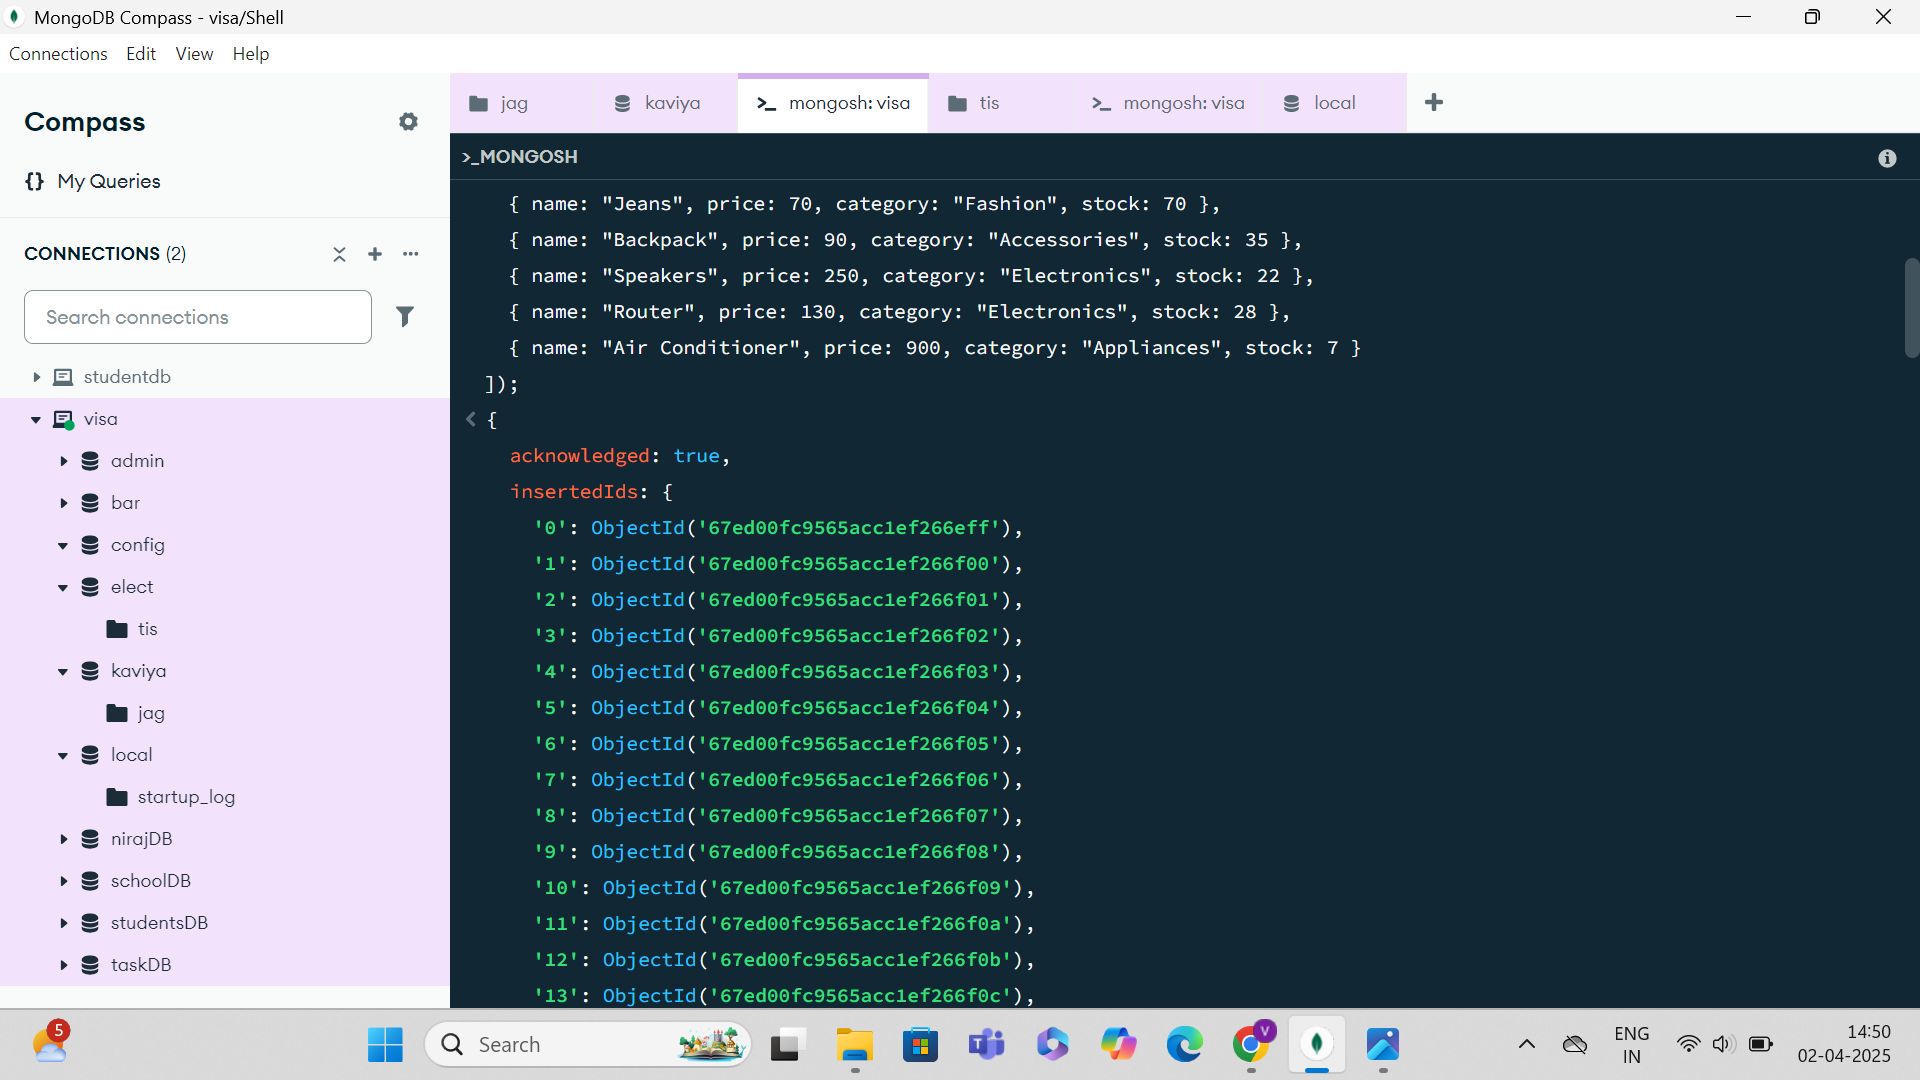 MongoDB Compass - visa/Shell
Connections Edit View Help
Compass
{} My Queries
CONNECTIONS (2)
Search connections
studentdb
visa
admin
bar
config
elect
tis
kaviya
jag
local
startup_log
nirajDB
schoolDB
studentsDB
taskDB
jag
kaviya
>_ mongosh: visa
tis
>_ mongosh: visa
local
>_MONGOSH
{ name: "Jeans", price: 70, category: "Fashion", stock: 70 },
{ name: "Backpack", price: 90, category: "Accessories", stock: 35 },
{ name: "Speakers", price: 250, category: "Electronics", stock: 22 },
{ name: "Router", price: 130, category: "Electronics", stock: 28 },
{ name: "Air Conditioner", price: 900, category: "Appliances", stock: 7 }
]);
< {
acknowledged: true,
insertedIds: {
'0': ObjectId('67ed00fc9565acc1ef266eff'),
'1': ObjectId('67ed00fc9565acc1ef266f00'),
'2': ObjectId('67ed00fc9565acc1ef266f01'),
'3': ObjectId('67ed00fc9565acc1ef266f02'),
'4': ObjectId('67ed00fc9565acc1ef266f03'),
'5': ObjectId('67ed00fc9565acc1ef266f04'),
'6': ObjectId('67ed00fc9565acc1ef266f05'),
'7': ObjectId('67ed00fc9565acc1ef266f06'),
'8': ObjectId('67ed00fc9565acc1ef266f07'),
'9': ObjectId('67ed00fc9565acc1ef266f08'),
'10': ObjectId('67ed00fc9565acc1ef266f09'),
'11': ObjectId('67ed00fc9565acc1ef266f0a'),
'12': ObjectId('67ed00fc9565acc1ef266f0b'),
'13': ObjectId('67ed00fc9565acc1ef266f0c'),
5
Search
V
ENG
IN
14:50
02-04-2025